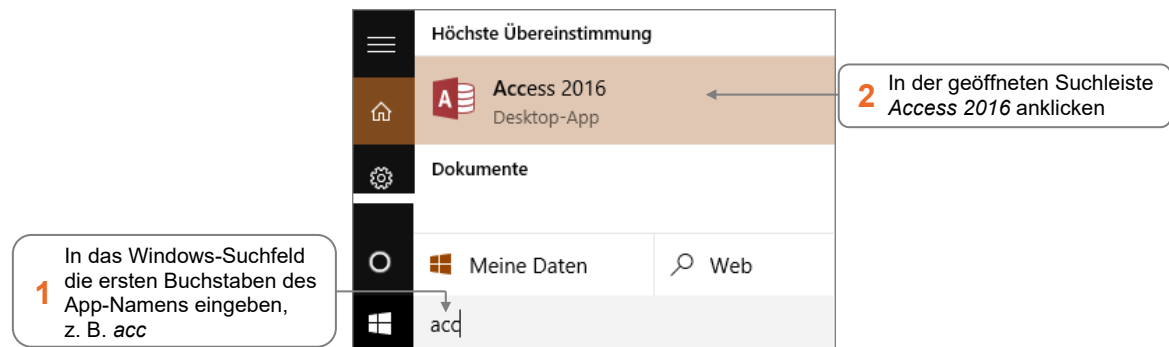 Höchste Übereinstimmung
Access 2016
Desktop-App
2 In der geöffneten Suchleiste
Access 2016 anklicken
Dokumente
1 In das Windows-Suchfeld
die ersten Buchstaben des
App-Namens eingeben,
z. B. acc
Meine Daten
Web
acc